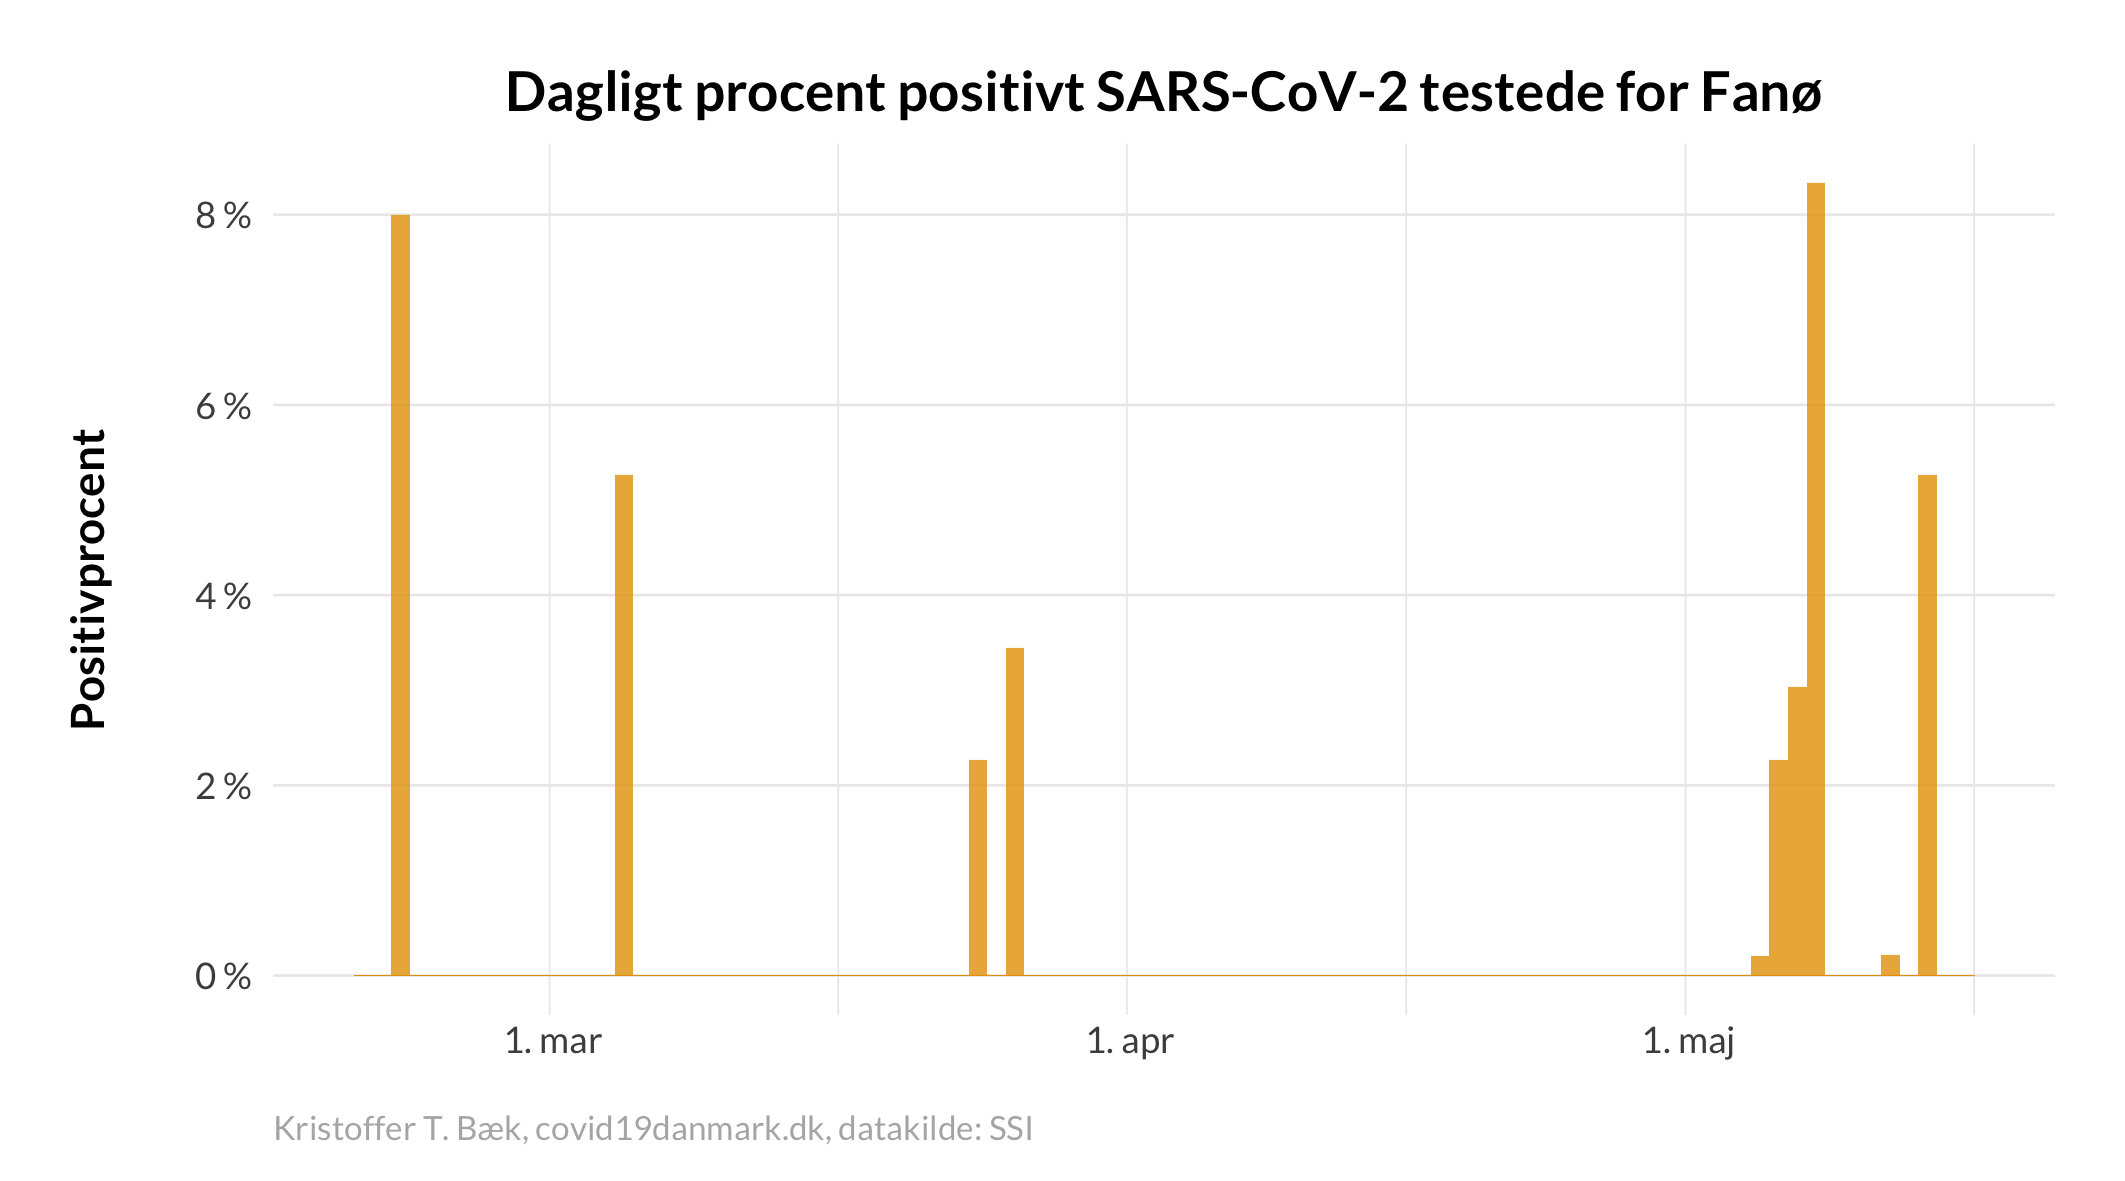 Dagligt procent positivt SARS-CoV-2 testede for Fanø
Positivprocent
8 %
6 %
4 %
2 %
0 %
1. mar
1. apr
1. maj
Kristoffer T. Bæk, covid19danmark.dk, datakilde: SSI